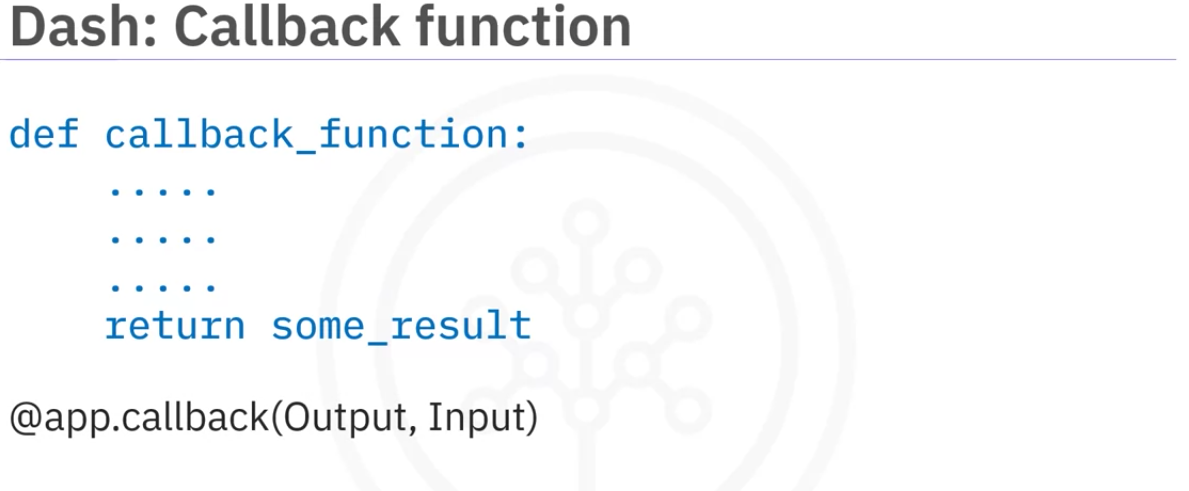 Dash: Callback function
def callback_function:
.....
.....
.....
return some_result
@app.callback(Output, Input)